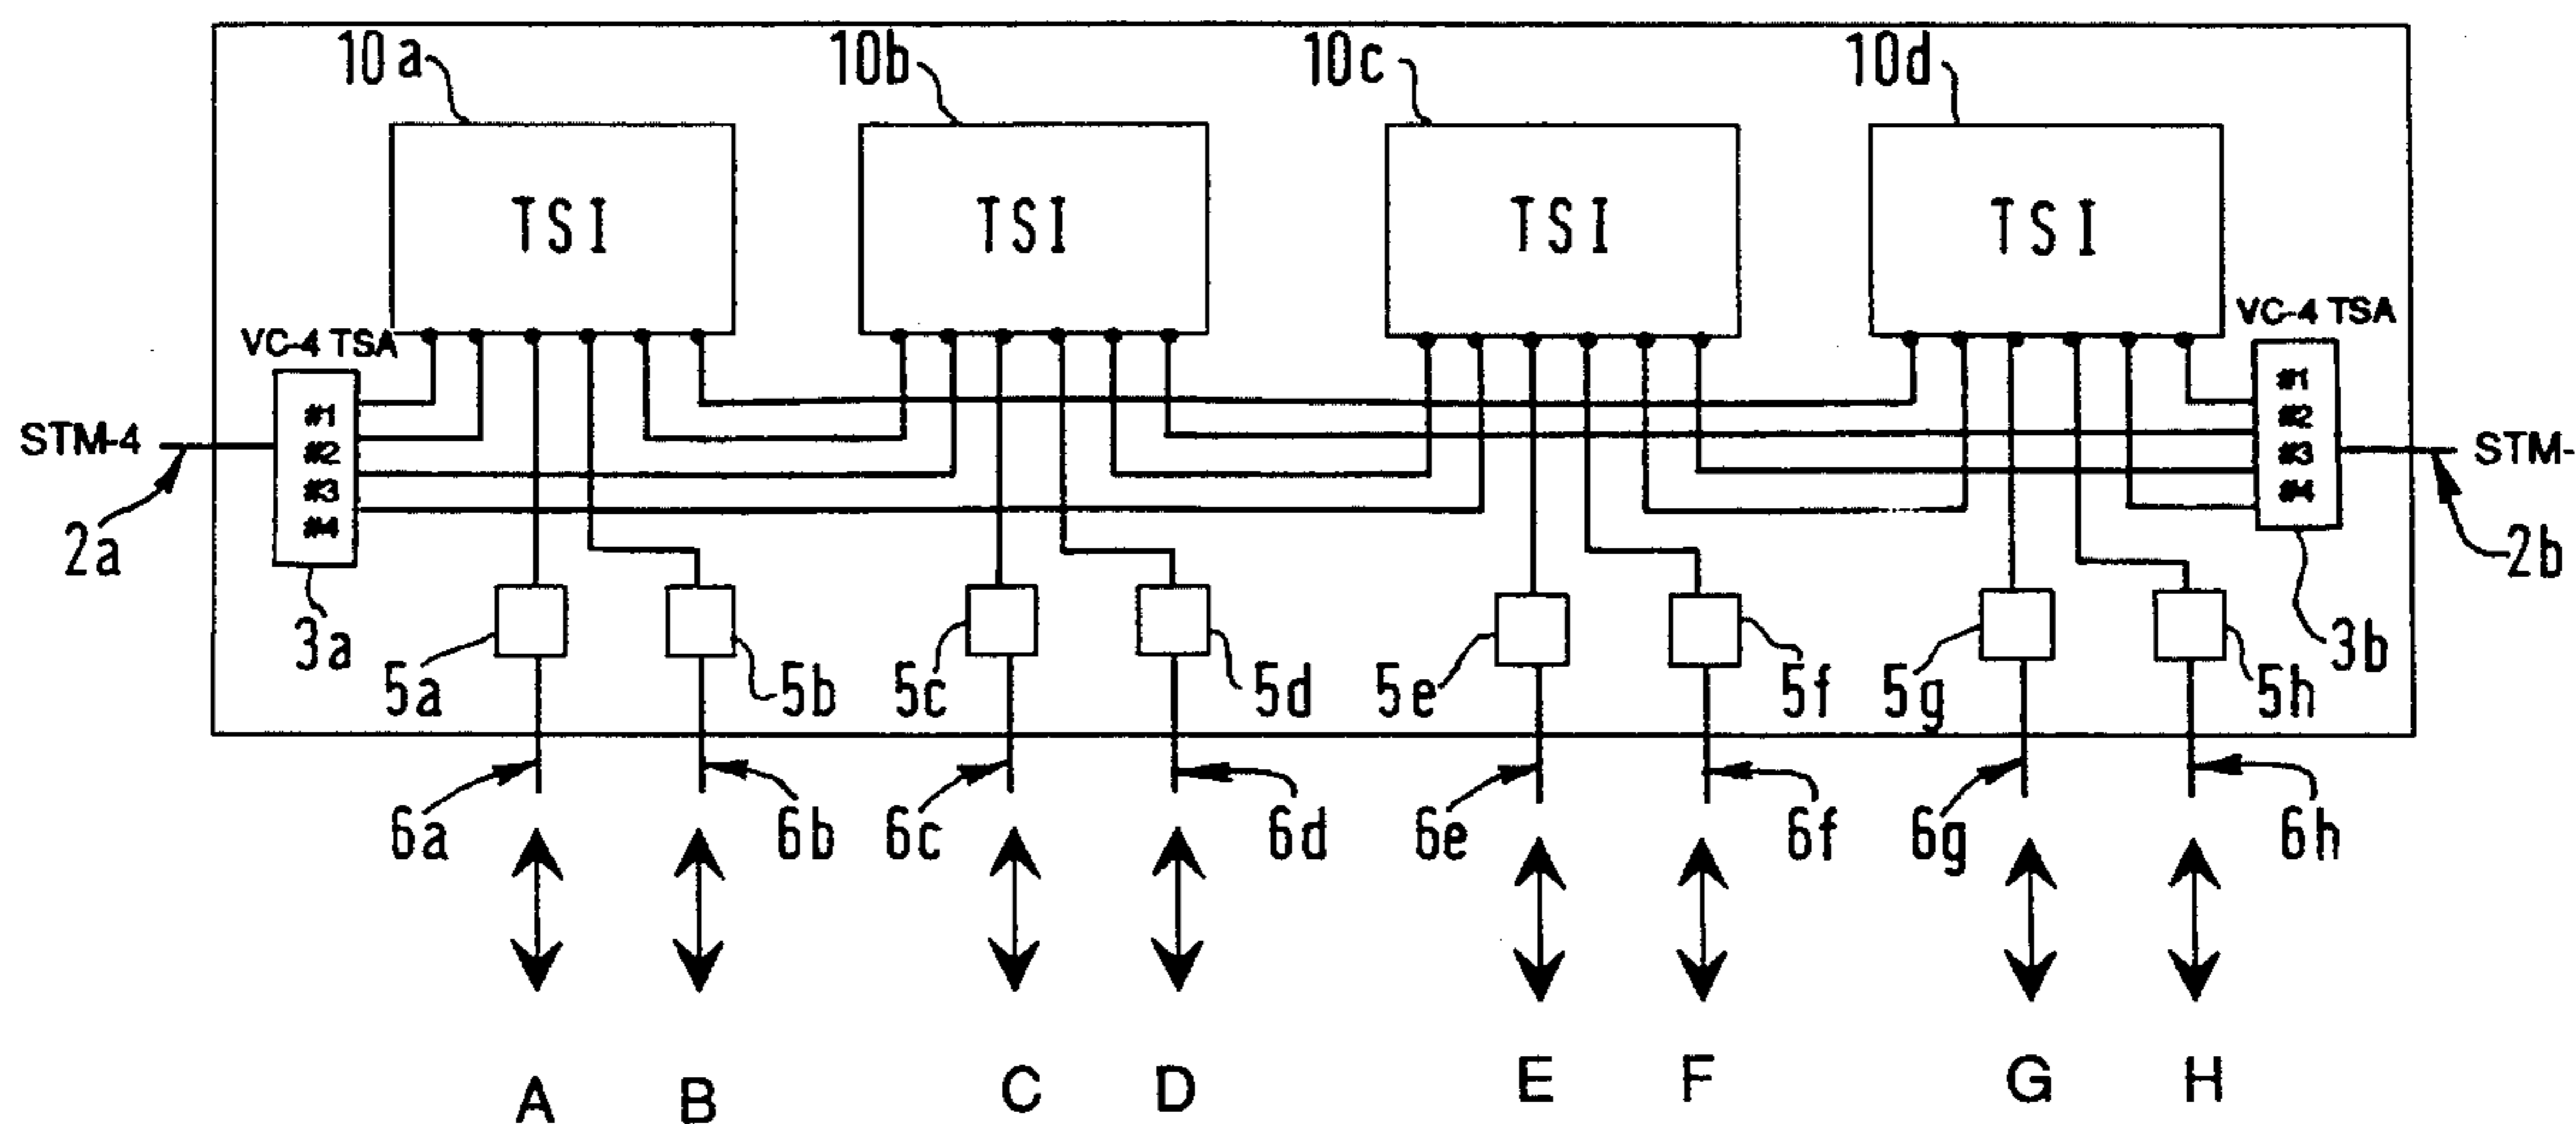 10a 10b 10c 10d
TSI TSI TSI TSI
VC-4 TSA VC-4 TSA
STM-4 #1 #2 #3 #4 #1 #2 #3 #4 STM-
2a 2b
3a 3b
5a 5b 5c 5d 5e 5f 5g 5h
6a 6b 6c 6d 6e 6f 6g 6h
A B C D E F G H